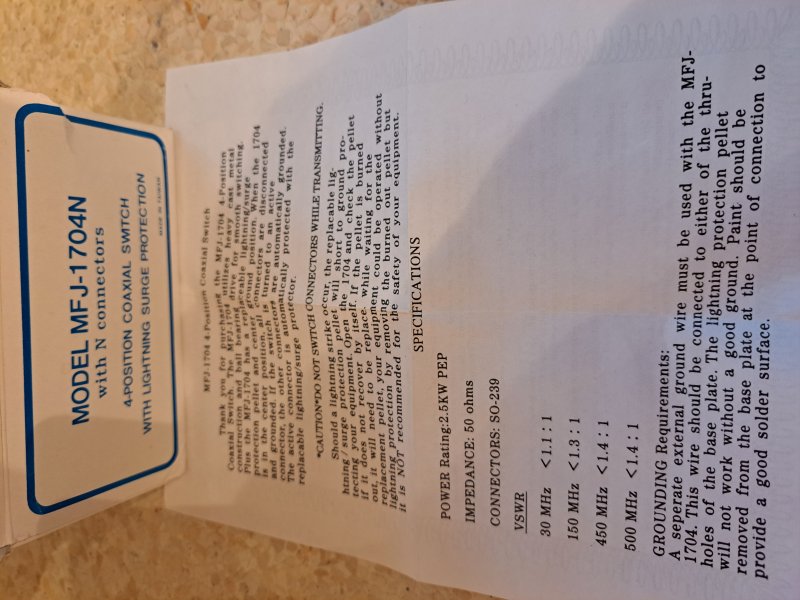 MODEL MFJ-1704N
with N connectors
4-POSITION COAXIAL SWITCH
WITH LIGHTNING SURGE PROTECTION
MADE IN TAIWAN
MFJ-1704 4-Position Coaxial Switch
Thank you for purchasing the MFJ-1704 4-Position
Coaxial Switch. The MFJ-1704 utilizes heavy cast metal
construction and ball bearing drive for smooth switching.
Plus the MFJ-1704 has a replaceable lightning/surge
protection pellet and center ground position. When the 1704
is in the center position, all connectors are disconnected
and grounded. If the switch is turned to an active
connector, the other connectors are automatically grounded.
The active connector is automatically protected with the
replacable lightning/surge protector.
*CAUTION*DO NOT SWITCH CONNECTORS WHILE TRANSMITTING.
Should a lightning strike occur, the replacable lig-
htning / surge protection pellet will short to ground pro-
tecting your equipment. Open the 1704 and check the pellet
if it does not recover by itself. If the pellet is burned
out, it will need to be replace. while waiting for the
replacement pellet, your equipment could be operated without
lightning protection by removing the burned out pellet but
it is NOT recommended for the safety of your equipment.
SPECIFICATIONS
POWER Rating:2.5KW PEP
IMPEDANCE: 50 ohms
CONNECTORS: SO-239
VSWR
30 MHz <1.1 : 1
150 MHz <1.3 : 1
450 MHz <1.4 : 1
500 MHz <1.4 : 1
GROUNDING Requirements:
A seperate external ground wire must be used with the MFJ-
1704. This wire should be connected to either of the thru-
holes of the base plate. The lightning protection pellet
will not work without a good ground. Paint should be
removed from the base plate at the point of connection to
provide a good solder surface.